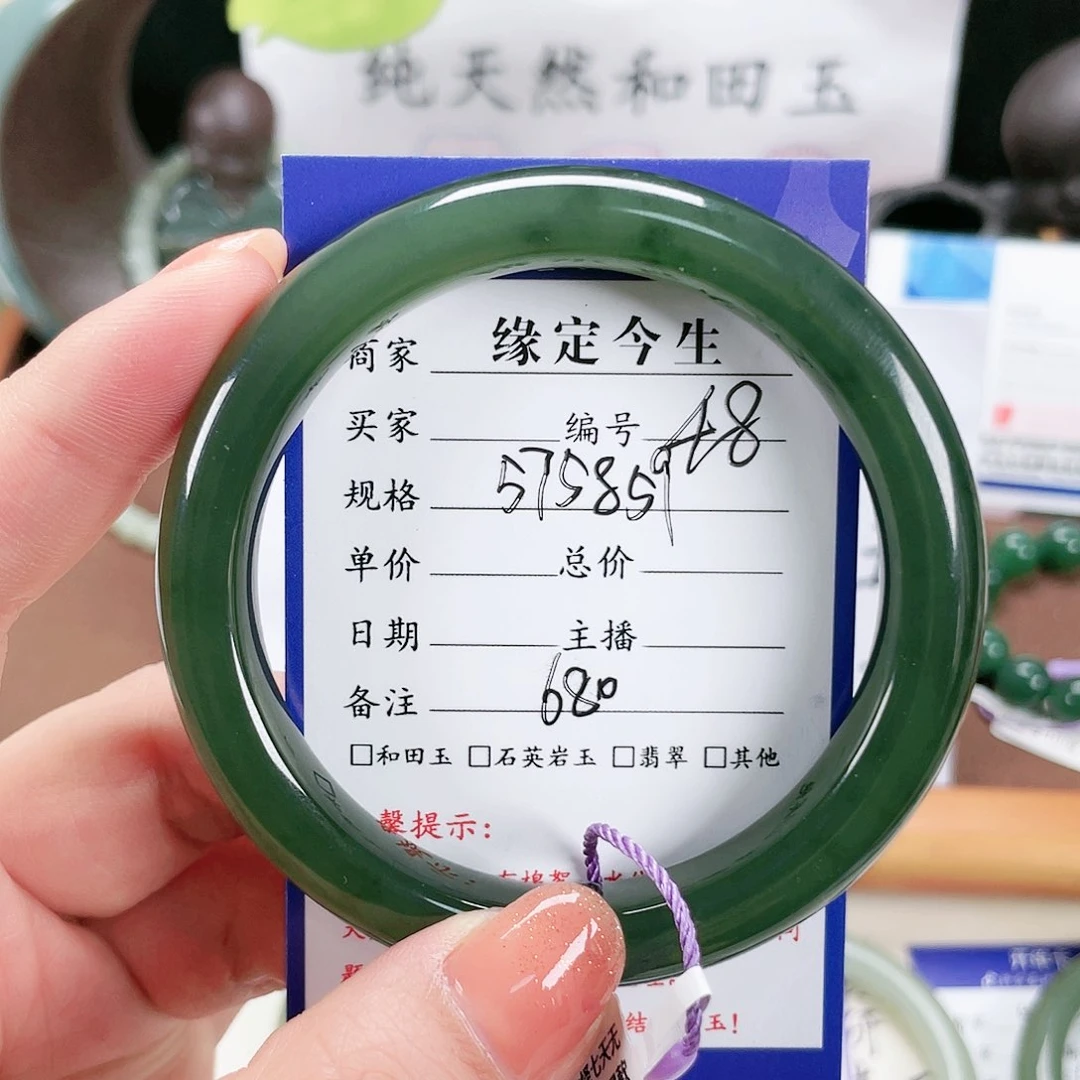 纯天然和田玉
商家 缘定今生
买家 编号 48
规格 575859
单价 总价
日期 主播
备注 680
□和田玉 □石英岩玉 □翡翠 □其他
馨提示：
结 玉！